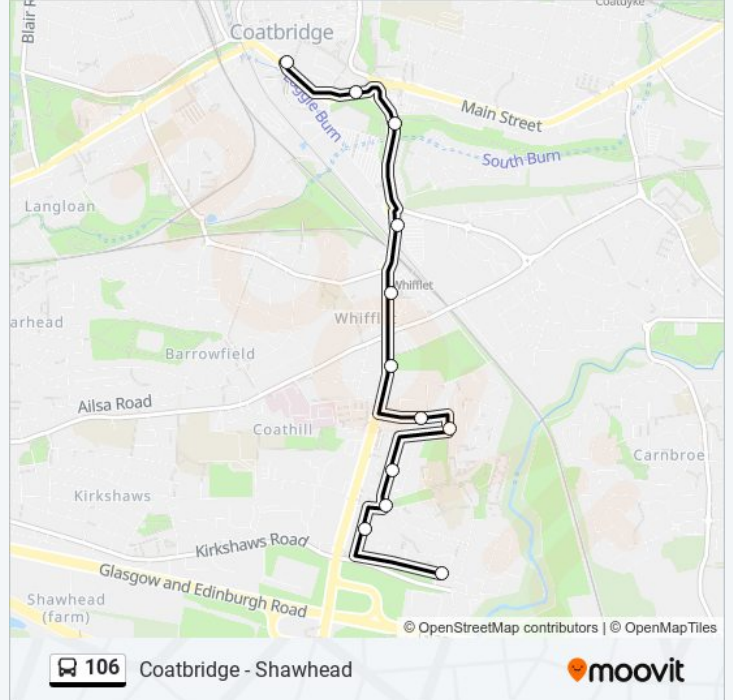 Coatdyke
Blair R
Coatbridge
Luggie Burn
Main Street
South Burn
Langloan
Whifflet
arhead
Whiffl
Barrowfield
Ailsa Road
Coathill
Carnbroe
Kirkshaws
Kirkshaws Road
Glasgow and Edinburgh Road
Shawhead
(farm)
© OpenStreetMap contributors | © OpenMapTiles
106 Coatbridge - Shawhead
moovit